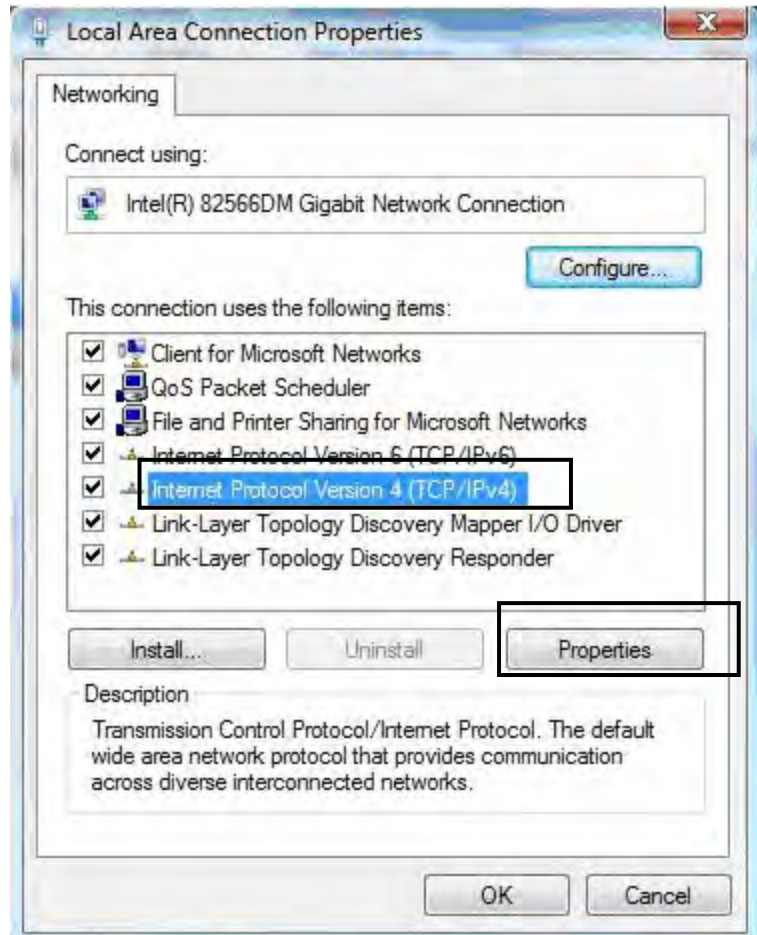 Local Area Connection Properties
Networking
Connect using:
Intel(R) 82566DM Gigabit Network Connection
Configure...
This connection uses the following items:
Client for Microsoft Networks
QoS Packet Scheduler
File and Printer Sharing for Microsoft Networks
Internet Protocol Version 6 (TCP/IPv6)
Internet Protocol Version 4 (TCP/IPv4)
Link-Layer Topology Discovery Mapper I/O Driver
Link-Layer Topology Discovery Responder
Install... Uninstall Properties
Description
Transmission Control Protocol/Internet Protocol. The default
wide area network protocol that provides communication
across diverse interconnected networks.
OK Cancel